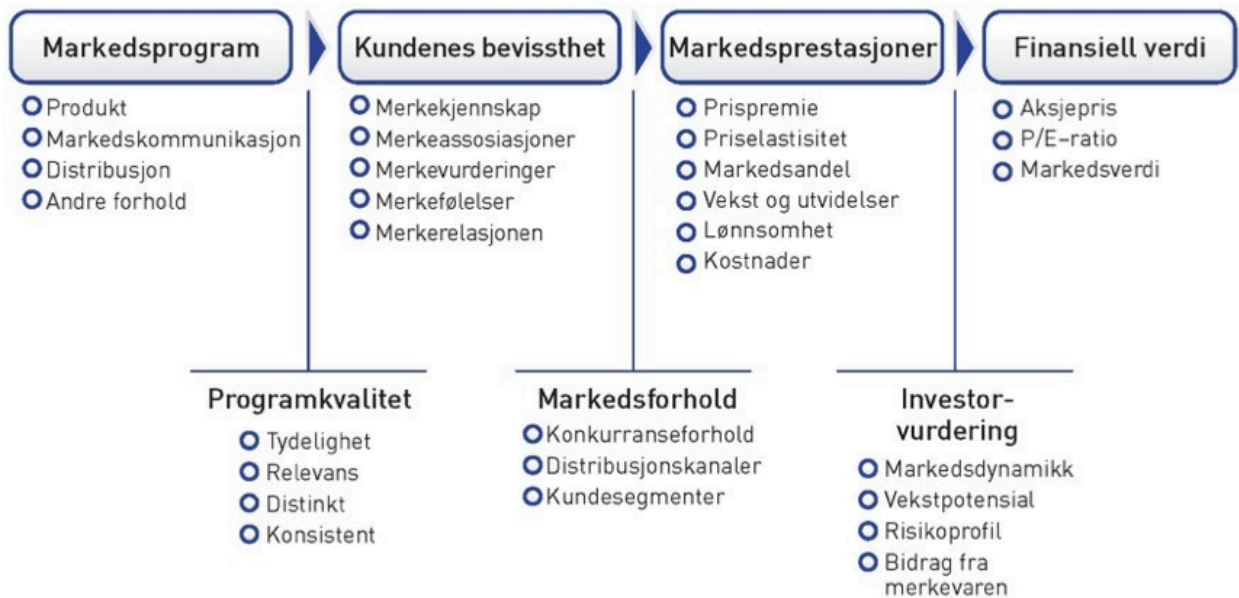 Markedsprogram
Produkt
Markedskommunikasjon
Distribusjon
Andre forhold
Kundenes bevissthet
Merkekjennskap
Merkeassosiasjoner
Merkevurderinger
Merkefølelser
Merkerelasjonen
Markedsprestasjoner
Prispremie
Priselastisitet
Markedsandel
Vekst og utvidelser
Lønnsomhet
Kostnader
Finansiell verdi
Aksjepris
P/E–ratio
Markedsverdi
Programkvalitet
Tydelighet
Relevans
Distinkt
Konsistent
Markedsforhold
Konkurranseforhold
Distribusjonskanaler
Kundesegmenter
Investor-
vurdering
Markedsdynamikk
Vekstpotensial
Risikoprofil
Bidrag fra
merkevaren